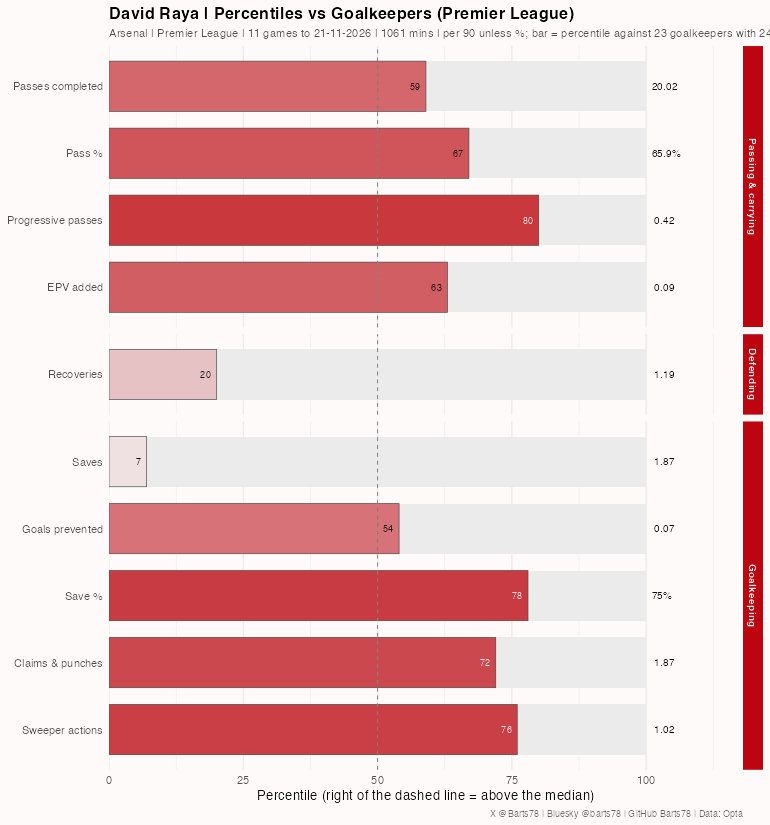 David Raya | Percentiles vs Goalkeepers (Premier League)
Arsenal | Premier League | 11 games to 21-11-2026 | 1061 mins | per 90 unless %; bar = percentile against 23 goalkeepers with 24
Passes completed 59 20.02
Pass % 67 65.9%
Progressive passes 80 0.42
EPV added 63 0.09
Passing & carrying
Recoveries 20 1.19
Defending
Saves 7 1.87
Goals prevented 54 0.07
Save % 78 75%
Claims & punches 72 1.87
Sweeper actions 76 1.02
Goalkeeping
0 25 50 75 100
Percentile (right of the dashed line = above the median)
X @Barts78 | Bluesky @barts78 | GitHub Barts78 | Data: Opta